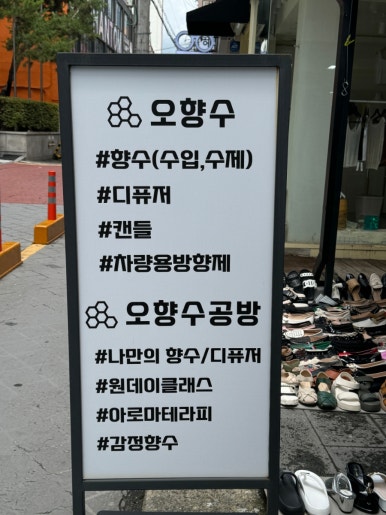 오향수
#향수(수입,수제)
#디퓨저
#캔들
#차량용방향제
오향수공방
#나만의 향수/디퓨저
#원데이클래스
#아로마테라피
#감정향수